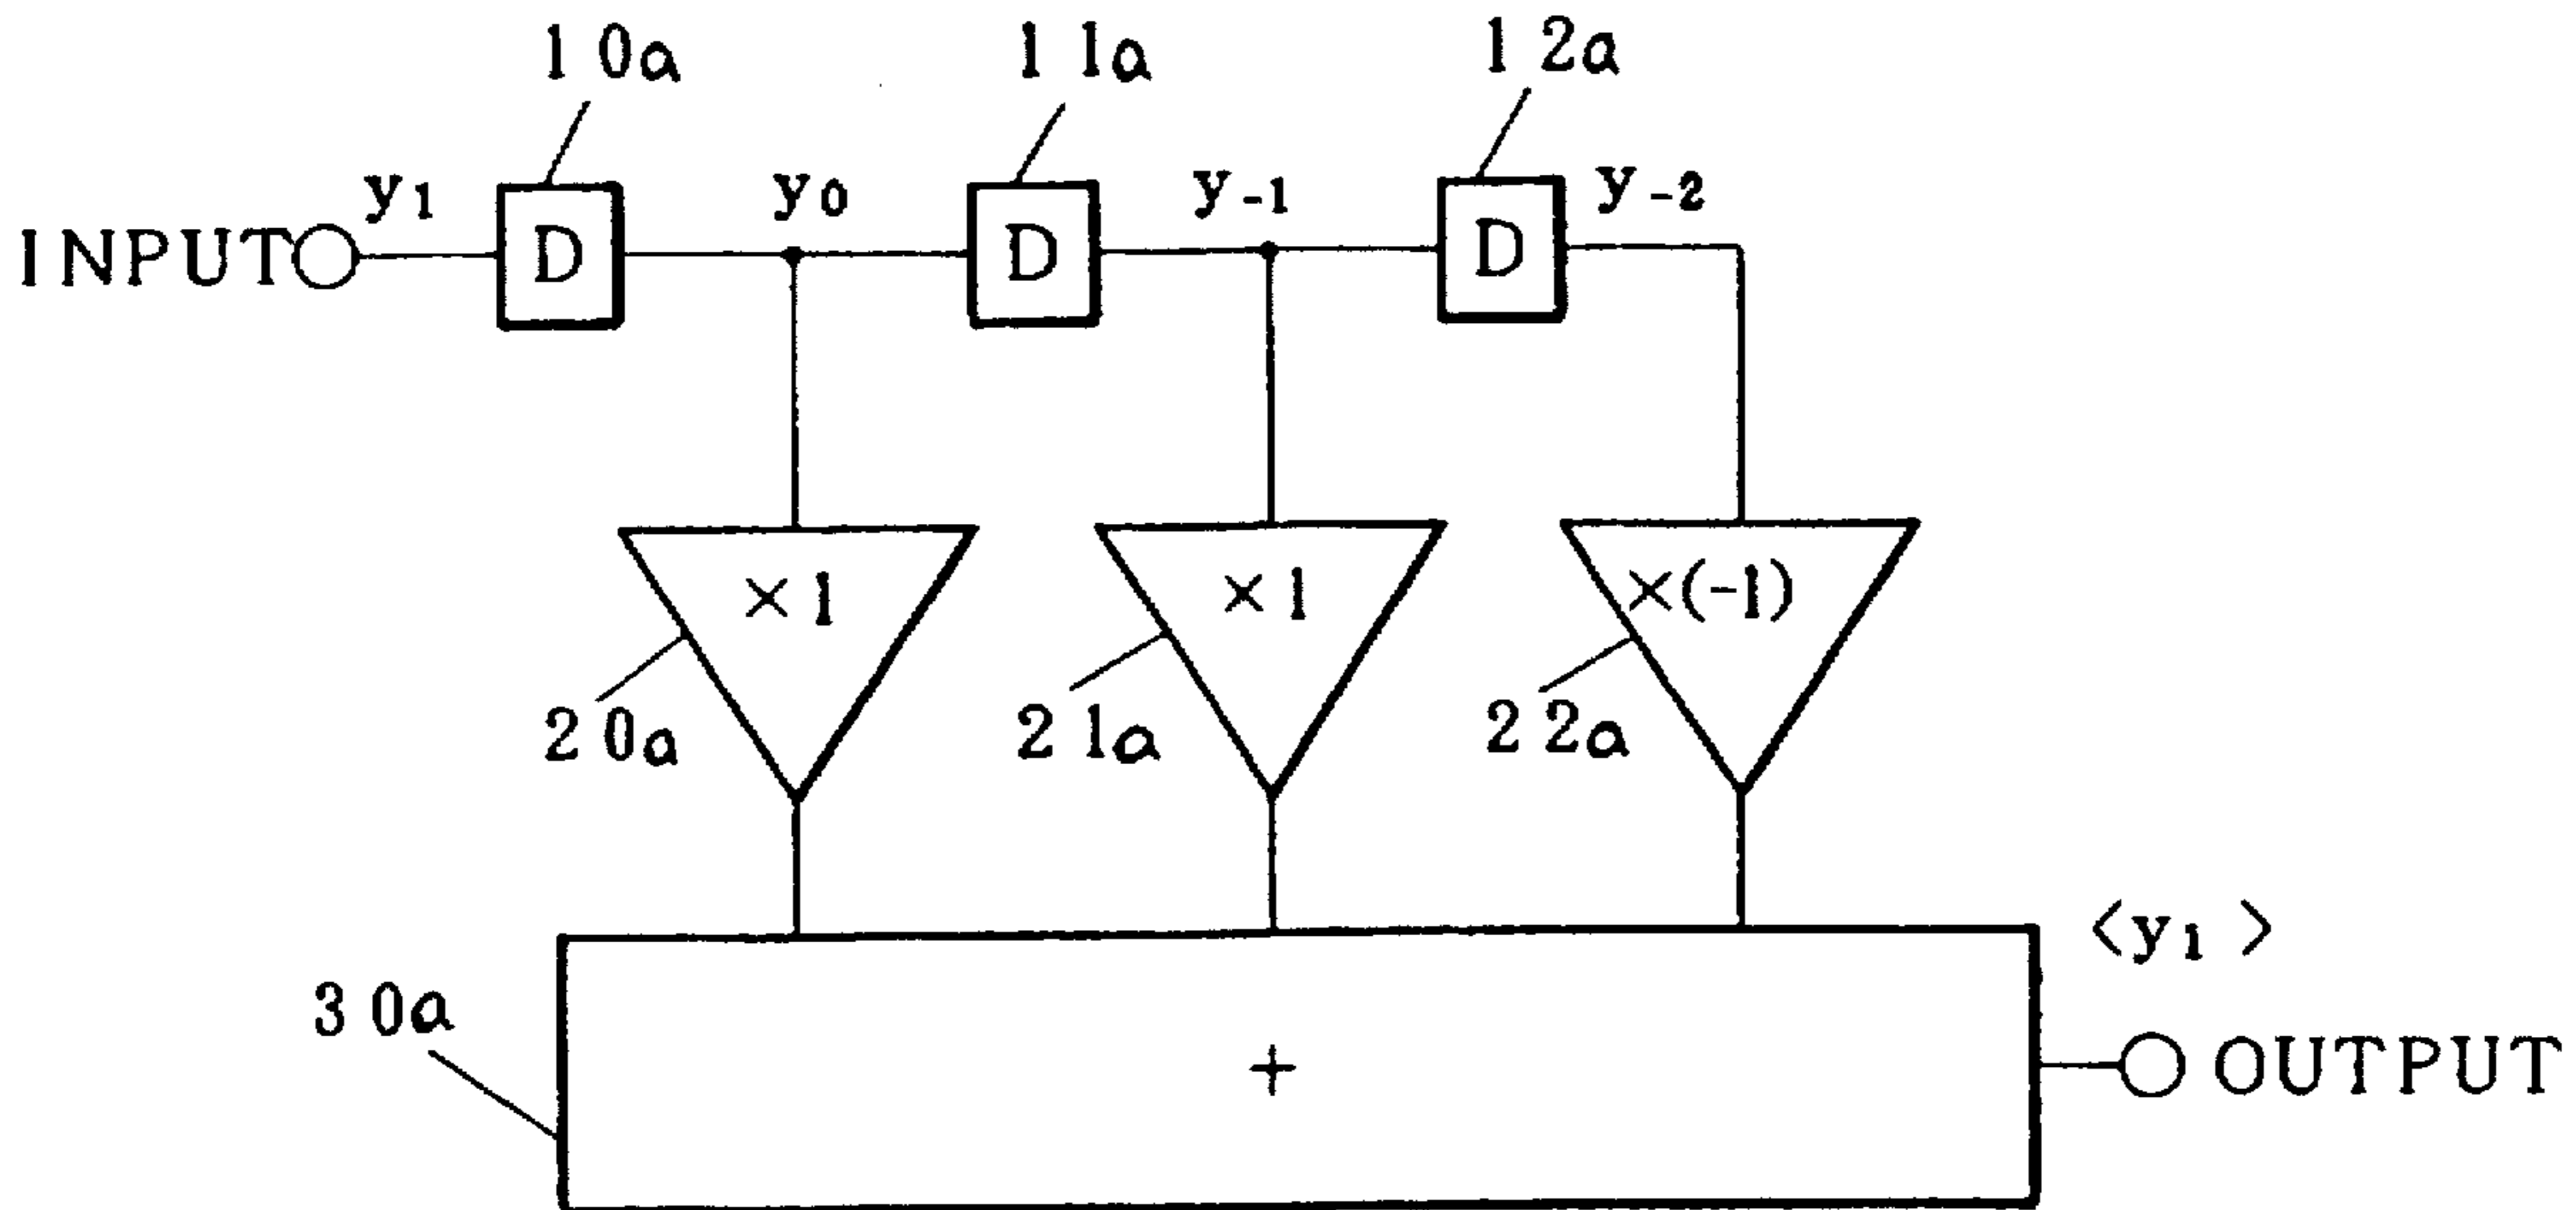 10a 11a 12a
INPUT y₁ D y₀ D y₋₁ D y₋₂
×1 ×1 ×(-1)
20a 21a 22a
<y₁>
30a
+ OUTPUT